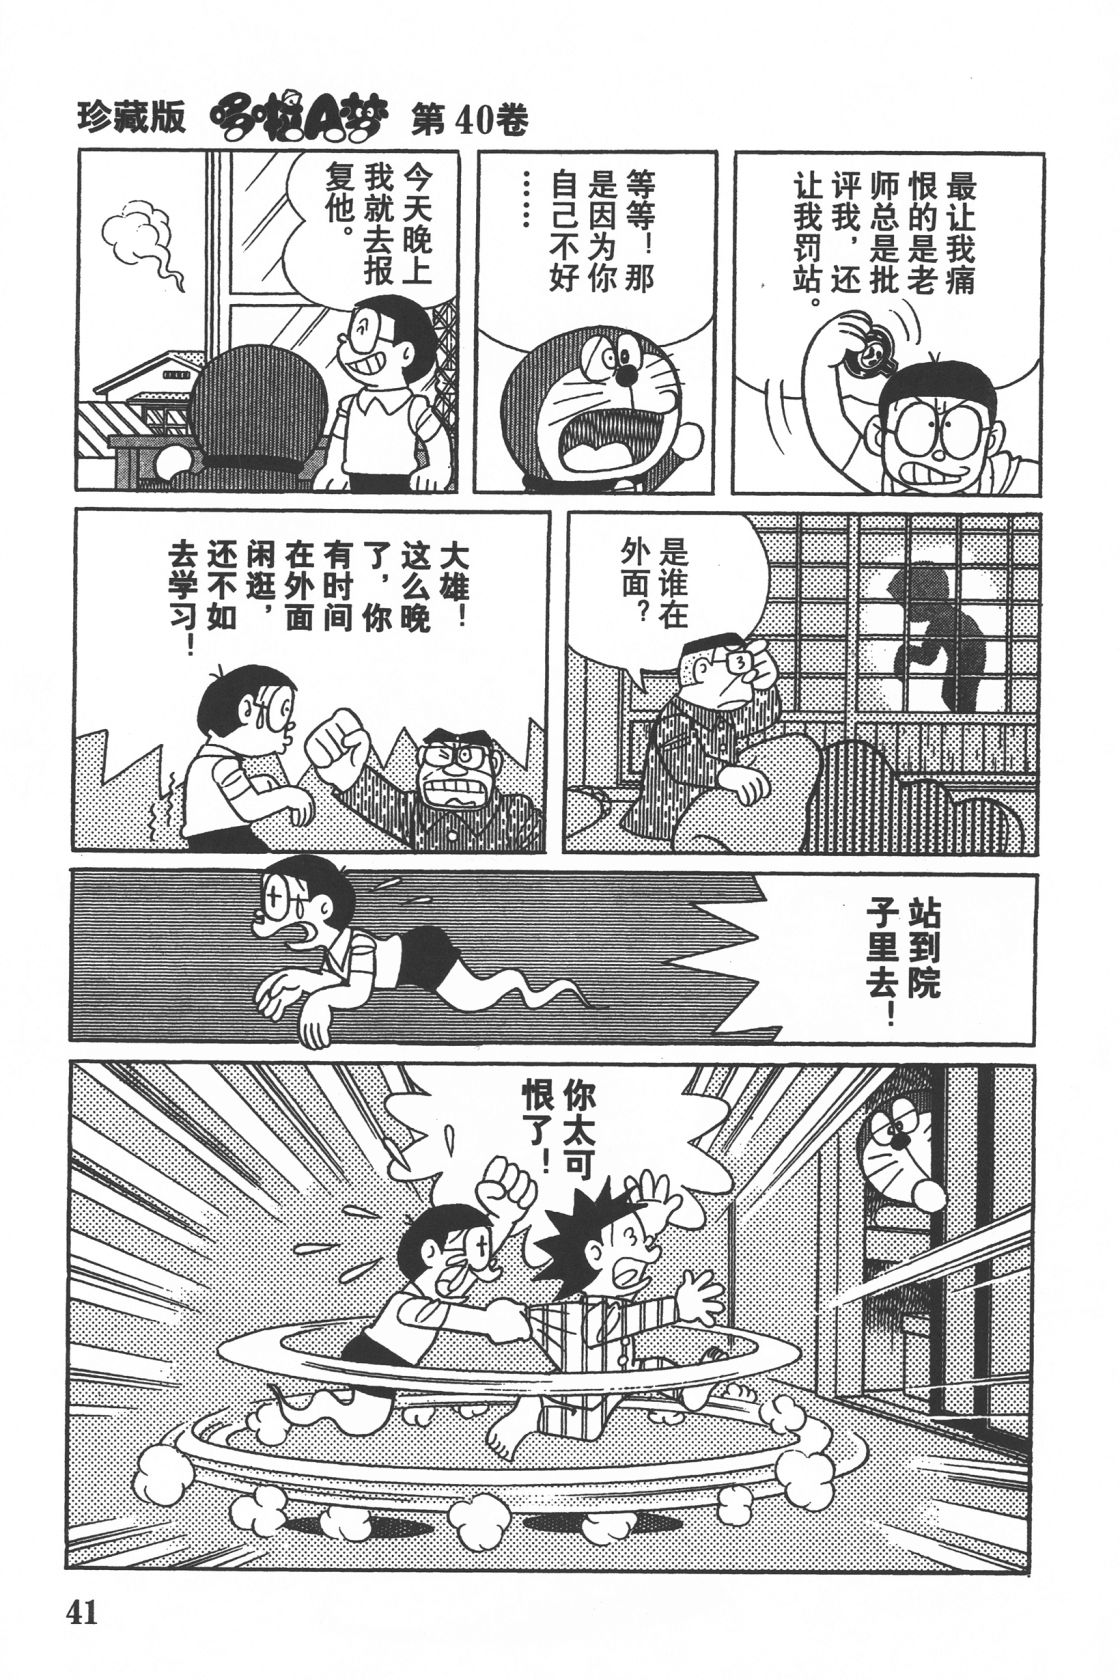 珍藏版 哆啦A梦 第40卷
最让我痛
恨的是老
师总是批
评我，还
让我罚站。
等等！那
是因为你
自己不好
……
今天晚上
我就去报
复他。
是谁在
外面？
大雄！
这么晚
了，你
有时间
在外面
闲逛，
还不如
去学习！
站到院
子里去！
你太可
恨了！
41